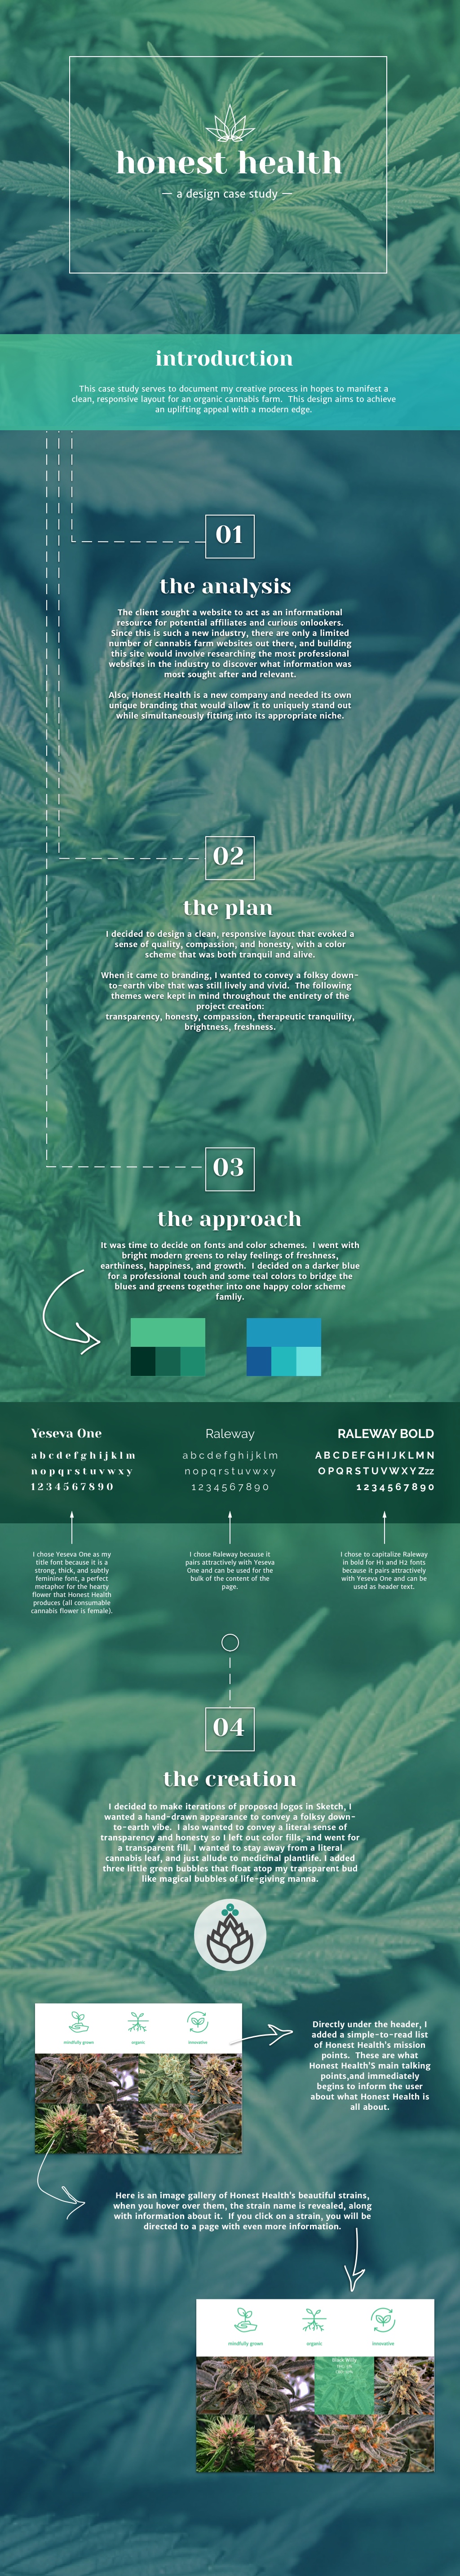 honest health
— a design case study —
introduction
This case study serves to document my creative process in hopes to manifest a
clean, responsive layout for an organic cannabis farm. This design aims to achieve
an uplifting appeal with a modern edge.
01
the analysis
The client sought a website to act as an informational
resource for potential affiliates and curious onlookers.
Since this is such a new industry, there are only a limited
number of cannabis farm websites out there, and building
this site would involve researching the most professional
websites in the industry to discover what information was
most sought after and relevant.
Also, Honest Health is a new company and needed its own
unique branding that would allow it to uniquely stand out
while simultaneously fitting into its appropriate niche.
02
the plan
I decided to design a clean, responsive layout that evoked a
sense of quality, compassion, and honesty, with a color
scheme that was both tranquil and alive.
When it came to branding, I wanted to convey a folksy down-
to-earth vibe that was still lively and vivid. The following
themes were kept in mind throughout the entirety of the
project creation:
transparency, honesty, compassion, therapeutic tranquility,
brightness, freshness.
03
the approach
It was time to decide on fonts and color schemes. I went with
bright modern greens to relay feelings of freshness,
earthiness, happiness, and growth. I decided on a darker blue
for a professional touch and some teal colors to bridge the
blues and greens together into one happy color scheme
famliy.
Yeseva One
a b c d e f g h i j k l m
n o p q r s t u v w x y
1 2 3 4 5 6 7 8 9 0
Raleway
a b c d e f g h i j k l m
n o p q r s t u v w x y
1 2 3 4 5 6 7 8 9 0
RALEWAY BOLD
A B C D E F G H I J K L M N
O P Q R S T U V W X Y Z zz
1 2 3 4 5 6 7 8 9 0
I chose Yeseva One as my
title font because it is a
strong, thick, and subtly
feminine font, a perfect
metaphor for the hearty
flower that Honest Health
produces (all consumable
cannabis flower is female).
I chose Raleway because it
pairs attractively with Yeseva
One and can be used for the
bulk of the content of the
page.
I chose to capitalize Raleway
in bold for H1 and H2 fonts
because it pairs attractively
with Yeseva One and can be
used as header text.
04
the creation
I decided to make iterations of proposed logos in Sketch, I
wanted a hand-drawn appearance to convey a folksy down-
to-earth vibe. I also wanted to convey a literal sense of
transparency and honesty so I left out color fills, and went for
a transparent fill. I wanted to stay away from a literal
cannabis leaf, and just allude to medicinal plantlife. I added
three little green bubbles that float atop my transparent bud
like magical bubbles of life-giving manna.
mindfully grown organic innovative
Directly under the header, I
added a simple-to-read list
of Honest Health's mission
points. These are what
Honest Health'S main talking
points,and immediately
begins to inform the user
about what Honest Health is
all about.
Here is an image gallery of Honest Health's beautiful strains,
when you hover over them, the strain name is revealed, along
with information about it. If you click on a strain, you will be
directed to a page with even more information.
mindfully grown organic innovative